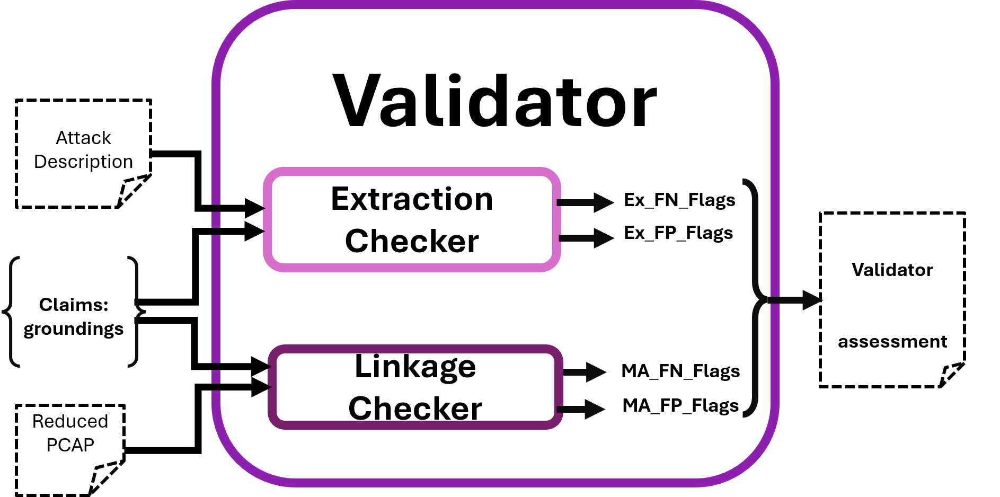 Validator
Attack
Description
Extraction
Checker
Ex_FN_Flags
Ex_FP_Flags
Claims:
groundings
Validator
assessment
Linkage
Checker
MA_FN_Flags
MA_FP_Flags
Reduced
PCAP